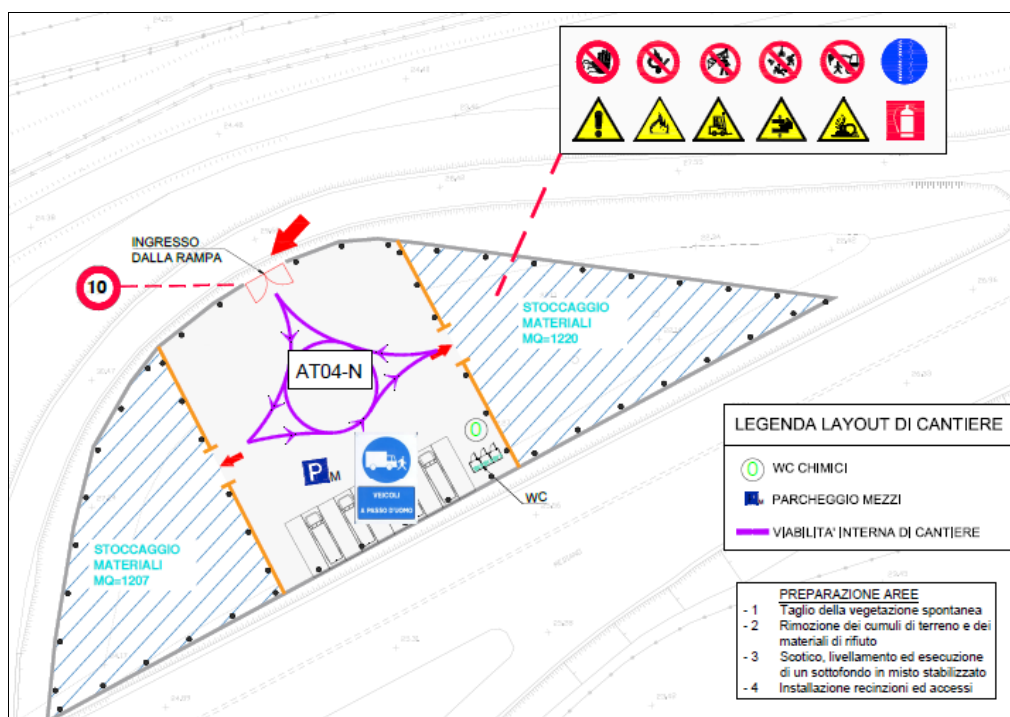 INGRESSO
DALLA RAMPA
10
STOCCAGGIO
MATERIALI
MQ=1220
AT04-N
P
M
VEICOLI
A PASSO D'UOMO
0
WC
STOCCAGGIO
MATERIALI
MQ=1207
LEGENDA LAYOUT DI CANTIERE
0 WC CHIMICI
M PARCHEGGIO MEZZI
VIABILITA' INTERNA DI CANTIERE
PREPARAZIONE AREE
- 1 Taglio della vegetazione spontanea
- 2 Rimozione dei cumuli di terreno e dei
materiali di rifiuto
- 3 Scotico, livellamento ed esecuzione
di un sottofondo in misto stabilizzato
- 4 Installazione recinzioni ed accessi